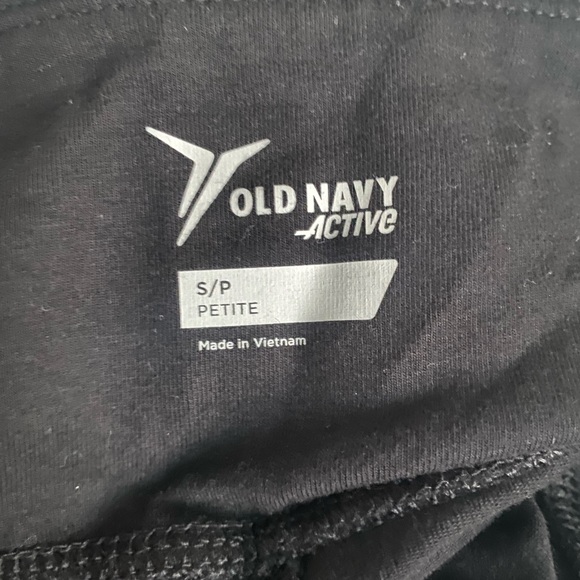 OLD NAVY
ACTIVE
S/P
PETITE
Made in Vietnam